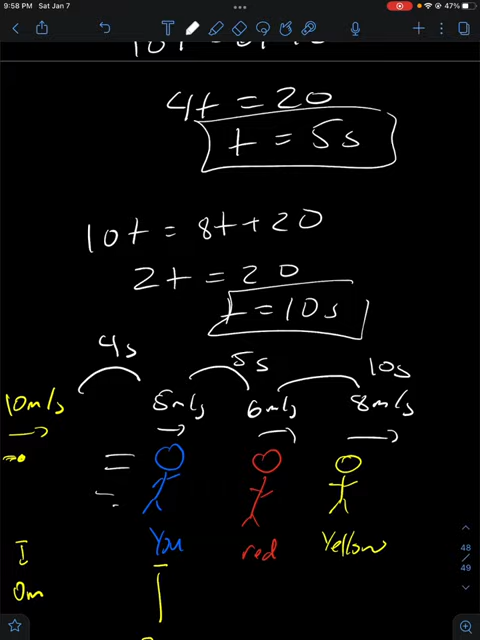 9:58 PM Sat Jan 7
47%
4t = 20
t = 5s
10t = 8t + 20
2t = 20
t = 10s
4s
5s
10s
10m/s
5m/s
6m/s
8m/s
You
red
Yellow
0m
48
49